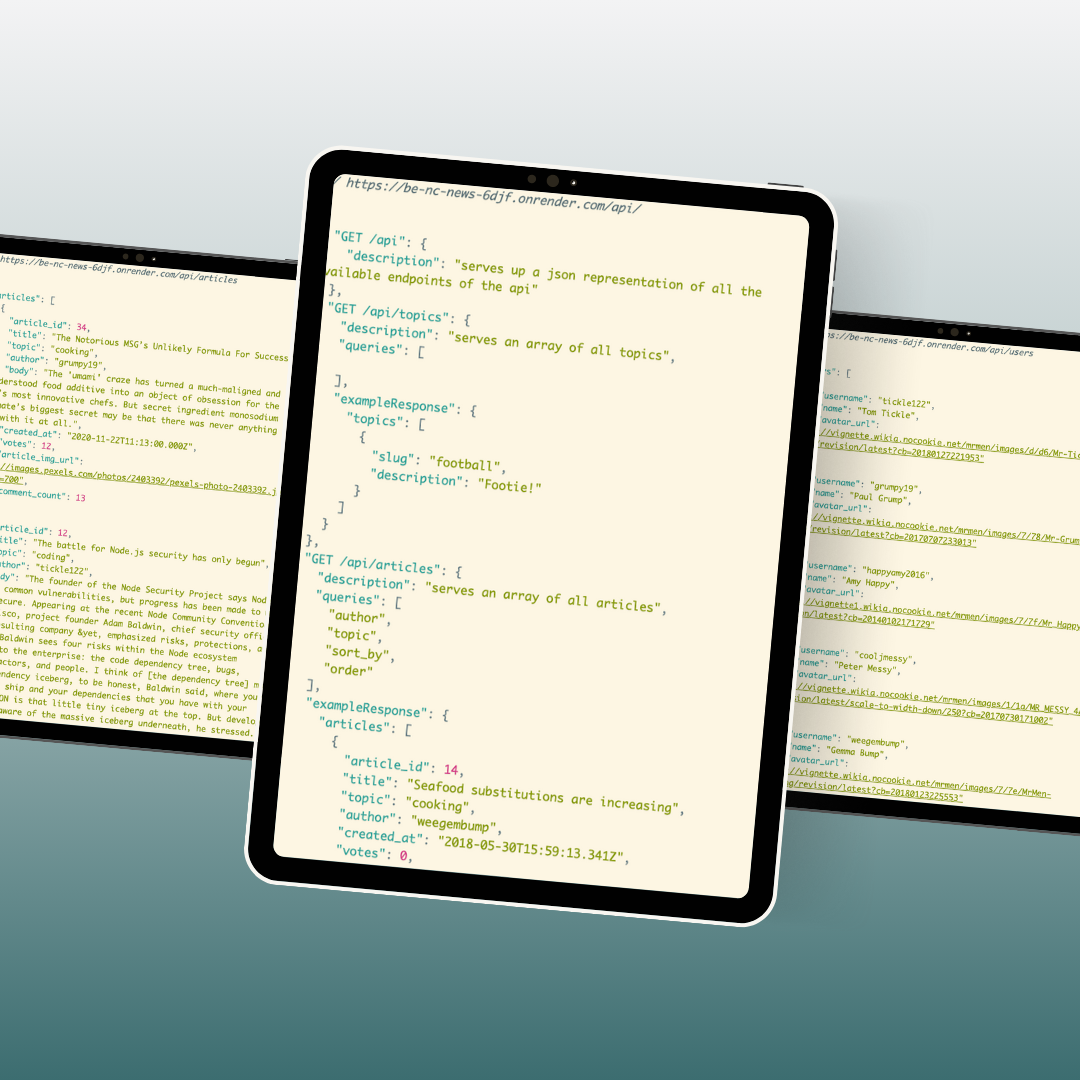 https://be-nc-news-6djf.onrender.com/api/articles
articles": [
{
"article_id": 34,
"title": "The Notorious MSG's Unlikely Formula For Success
"topic": "cooking",
"author": "grumpy19",
"body": "The 'umami' craze has turned a much-maligned and
derstood food additive into an object of obsession for the
's most innovative chefs. But secret ingredient monosodium
mate's biggest secret may be that there was never anything
with it at all.",
"created_at": "2020-11-22T11:13:00.000Z",
"votes": 12,
"article_img_url":
//images.pexels.com/photos/2403392/pexels-photo-2403392.j
=700",
comment_count": 13
article_id": 12,
title": "The battle for Node.js security has only begun",
opic": "coding",
author": "tickle122",
dy": "The founder of the Node Security Project says Nod
common vulnerabilities, but progress has been made to
ecure. Appearing at the recent Node Community Conventio
isco, project founder Adam Baldwin, chief security offi
sulting company &yet, emphasized risks, protections, a
Baldwin sees four risks within the Node ecosystem
to the enterprise: the code dependency tree, bugs,
actors, and people. I think of [the dependency tree] m
endency iceberg, to be honest, Baldwin said, where you
ship and your dependencies that you have with your
ON is that little tiny iceberg at the top. But develo
aware of the massive iceberg underneath, he stressed.
/ https://be-nc-news-6djf.onrender.com/api/
"GET /api": {
"description": "serves up a json representation of all the
vailable endpoints of the api"
},
"GET /api/topics": {
"description": "serves an array of all topics",
"queries": [
],
"exampleResponse": {
"topics": [
{
"slug": "football",
"description": "Footie!"
}
]
}
},
"GET /api/articles": {
"description": "serves an array of all articles",
"queries": [
"author",
"topic",
"sort_by",
"order"
],
"exampleResponse": {
"articles": [
{
"article_id": 14,
"title": "Seafood substitutions are increasing",
"topic": "cooking",
"author": "weegembump",
"created_at": "2018-05-30T15:59:13.341Z",
"votes": 0,
ps://be-nc-news-6djf.onrender.com/api/users
rs": [
username": "tickle122",
name": "Tom Tickle",
avatar_url":
//vignette.wikia.nocookie.net/mrmen/images/d/d6/Mr-Tic
/revision/latest?cb=20180127221953"
username": "grumpy19",
name": "Paul Grump",
avatar_url":
//vignette.wikia.nocookie.net/mrmen/images/7/78/Mr-Grum
/revision/latest?cb=20170707233013"
username": "happyamy2016",
name": "Amy Happy",
avatar_url":
//vignette1.wikia.nocookie.net/mrmen/images/7/7f/Mr_Happy
n/latest?cb=20140102171729"
username": "cooljmessy",
name": "Peter Messy",
avatar_url":
//vignette.wikia.nocookie.net/mrmen/images/1/1a/MR_MESSY_4a
sion/latest/scale-to-width-down/250?cb=20170730171002"
username": "weegembump",
name": "Gemma Bump",
avatar_url":
//vignette.wikia.nocookie.net/mrmen/images/7/7e/MrMen-
ng/revision/latest?cb=20180123225553"